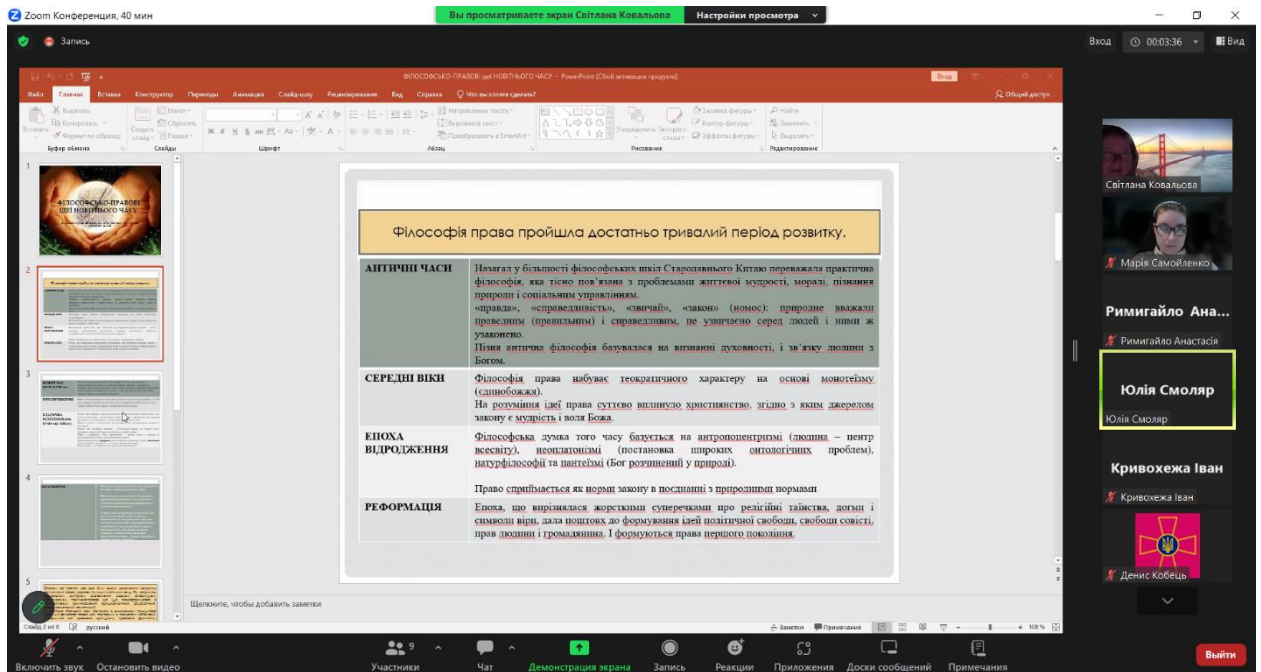 Zoom Конференция, 40 мин
Вы просматриваете экран Світлана Ковальова
Настройки просмотра
Запись
Вход
00:03:36
Вид
ФІЛОСОФСЬКО-ПРАВОВІ ідеї НОВІТНЬОГО ЧАСУ - PowerPoint (Сбой активации продукта)
Вход
Файл Главная Вставка Конструктор Переходы Анимация Слайд-шоу Рецензирование Вид Справка Что вы хотите сделать?
Общий доступ
Вырезать
Копировать
Формат по образцу
Буфер обмена
Создать слайд
Макет
Сбросить
Раздел
Слайды
Шрифт
Направление текста
Выровнять текст
Преобразовать в SmartArt
Абзац
Упорядочить
Экспресс-стили
Заливка фигуры
Контур фигуры
Эффекты фигуры
Рисование
Найти
Заменить
Выделить
Редактирование
1
ФІЛОСОФСЬКО-ПРАВОВІ
ІДЕЇ НОВІТНЬОГО ЧАСУ
2
3
4
5
Філософія права пройшла достатньо тривалий період розвитку.
АНТИЧНІ ЧАСИ
Назагал у більшості філософських шкіл Стародавнього Китаю переважала практична
філософія, яка тісно пов'язана з проблемами життєвої мудрості, моралі, пізнання
природи і соціальним управлінням.
«правда», «справедливість», «звичай», «закон» (номос): природне вважали
праведним (правильним) і справедливим, це узвичаєно серед людей і ними ж
узаконено.
Пізня антична філософія базувалася на визнанні духовності, і зв'язку людини з
Богом.
СЕРЕДНІ ВІКИ
Філософія права набуває теократичного характеру на основі монотеїзму
(єдинобожжя).
На розуміння ідеї права суттєво вплинуло християнство, згідно з яким джерелом
закону є мудрість і воля Божа.
ЕПОХА
ВІДРОДЖЕННЯ
Філософська думка того часу базується на антропоцентризмі (людина – центр
всесвіту), неоплатонізмі (постановка широких онтологічних проблем),
натурфілософії та пантеїзмі (Бог розчинений у природі).
Право сприймається як норми закону в поєднанні з природними нормами
РЕФОРМАЦІЯ
Епоха, що вирізнялася жорсткими суперечками про релігійні таїнства, догми і
символи віри, дала поштовх до формування ідей політичної свободи, свободи совісті,
прав людини і громадянина. І формуються права першого покоління.
Щелкните, чтобы добавить заметки
Слайд 2 из 8 русский
Заметки Примечания 108 %
Світлана Ковальова
Марія Самойленко
Римигайло Ана...
Римигайло Анастасія
Юлія Смоляр
Юлія Смоляр
Кривохежа Іван
Кривохежа Іван
Денис Кобець
Включить звук
Остановить видео
9
Участники
Чат
Демонстрация экрана
Запись
Реакции
Приложения
Доски сообщений
Примечания
Выйти